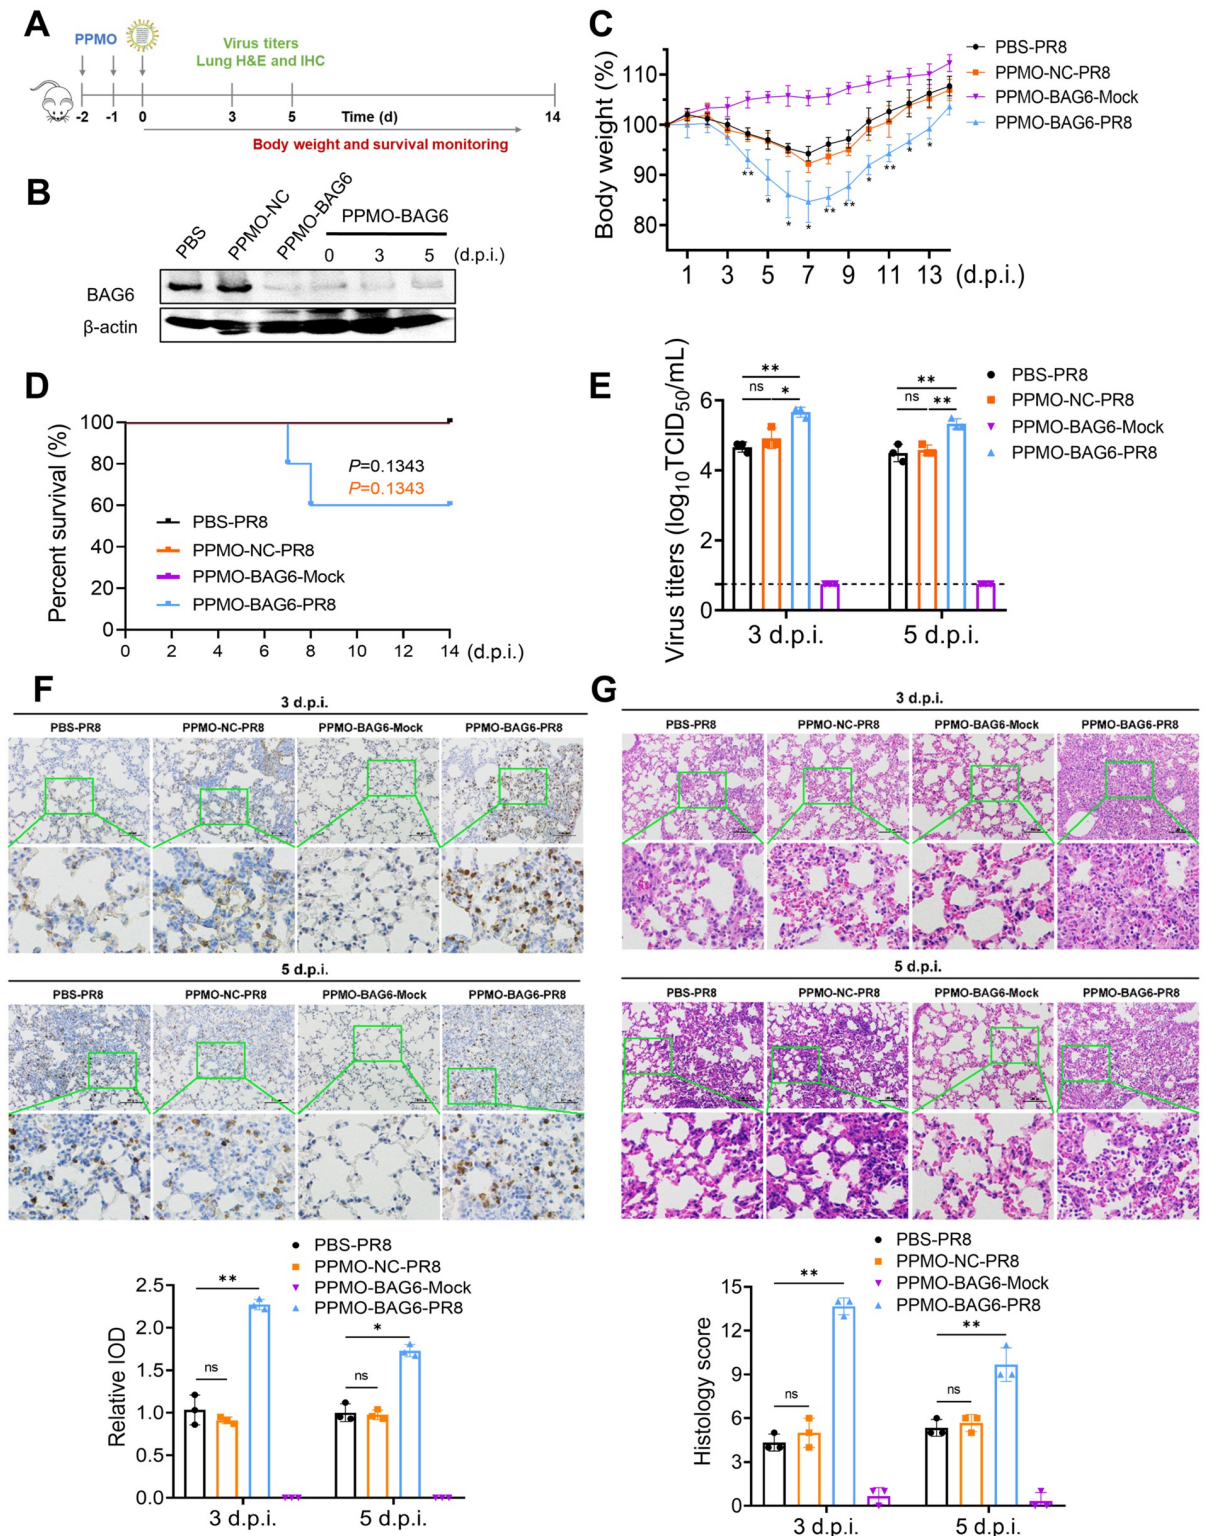 A
PPMO
Virus titers
Lung H&E and IHC
-2 -1 0 3 5 Time (d) 14
Body weight and survival monitoring
B
PBS
PPMO-NC
PPMO-BAG6
PPMO-BAG6
0 3 5 (d.p.i.)
BAG6
β-actin
C
Body weight (%)
110
100
90
80
** * * * ** ** * ** * *
1 3 5 7 9 11 13 (d.p.i.)
PBS-PR8
PPMO-NC-PR8
PPMO-BAG6-Mock
PPMO-BAG6-PR8
D
Percent survival (%)
100
80
60
40
20
0
P=0.1343
P=0.1343
PBS-PR8
PPMO-NC-PR8
PPMO-BAG6-Mock
PPMO-BAG6-PR8
0 2 4 6 8 10 12 14 (d.p.i.)
E
Virus titers (log10TCID50/mL)
6
4
2
0
**
ns *
**
ns **
3 d.p.i. 5 d.p.i.
PBS-PR8
PPMO-NC-PR8
PPMO-BAG6-Mock
PPMO-BAG6-PR8
F
3 d.p.i.
PBS-PR8 PPMO-NC-PR8 PPMO-BAG6-Mock PPMO-BAG6-PR8
5 d.p.i.
PBS-PR8 PPMO-NC-PR8 PPMO-BAG6-Mock PPMO-BAG6-PR8
PBS-PR8
PPMO-NC-PR8
PPMO-BAG6-Mock
PPMO-BAG6-PR8
Relative IOD
2.5
2.0
1.5
1.0
0.5
0.0
**
ns
*
ns
3 d.p.i. 5 d.p.i.
G
3 d.p.i.
PBS-PR8 PPMO-NC-PR8 PPMO-BAG6-Mock PPMO-BAG6-PR8
5 d.p.i.
PBS-PR8 PPMO-NC-PR8 PPMO-BAG6-Mock PPMO-BAG6-PR8
PBS-PR8
PPMO-NC-PR8
PPMO-BAG6-Mock
PPMO-BAG6-PR8
Histology score
15
12
9
6
3
0
**
ns
**
ns
3 d.p.i. 5 d.p.i.